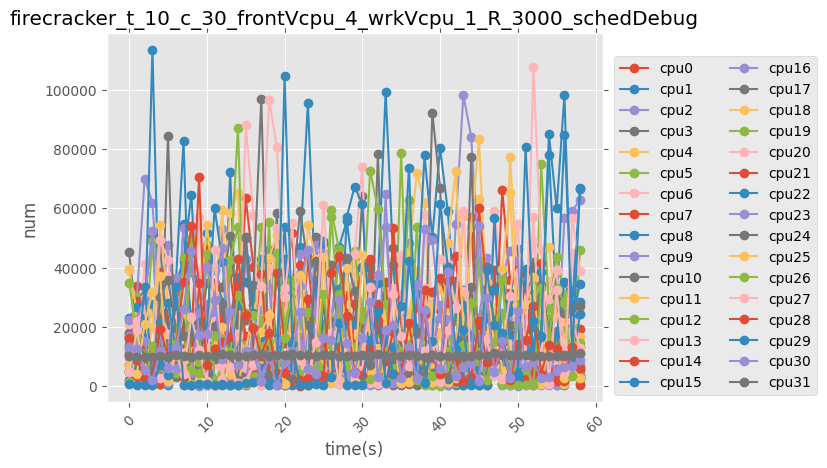 firecracker_t_10_c_30_frontVcpu_4_wrkVcpu_1_R_3000_schedDebug
num
100000
80000
60000
40000
20000
0
0
10
20
30
40
50
60
time(s)
cpu0
cpu1
cpu2
cpu3
cpu4
cpu5
cpu6
cpu7
cpu8
cpu9
cpu10
cpu11
cpu12
cpu13
cpu14
cpu15
cpu16
cpu17
cpu18
cpu19
cpu20
cpu21
cpu22
cpu23
cpu24
cpu25
cpu26
cpu27
cpu28
cpu29
cpu30
cpu31